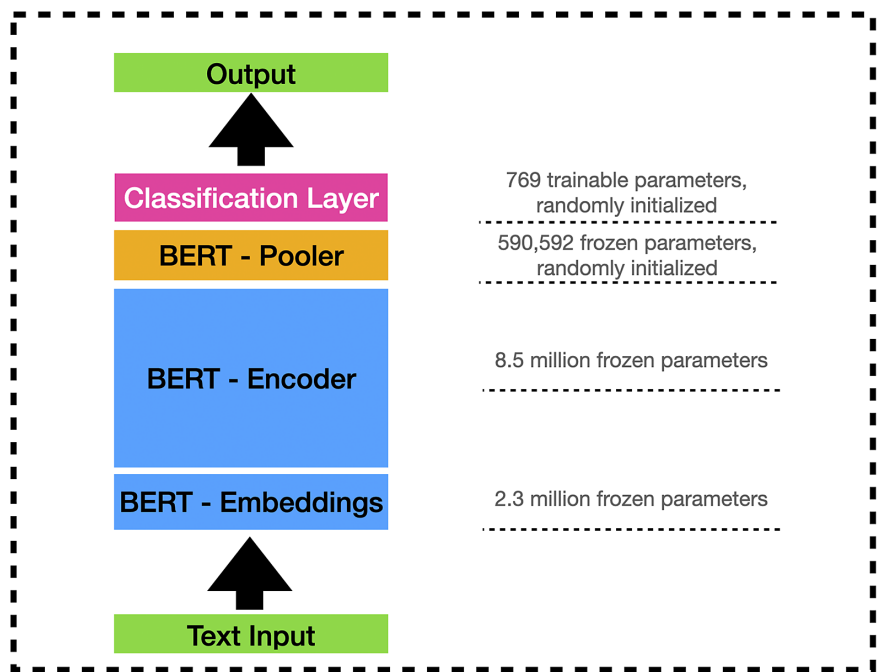 Output
Classification Layer
769 trainable parameters,
randomly initialized
BERT - Pooler
590,592 frozen parameters,
randomly initialized
BERT - Encoder
8.5 million frozen parameters
BERT - Embeddings
2.3 million frozen parameters
Text Input